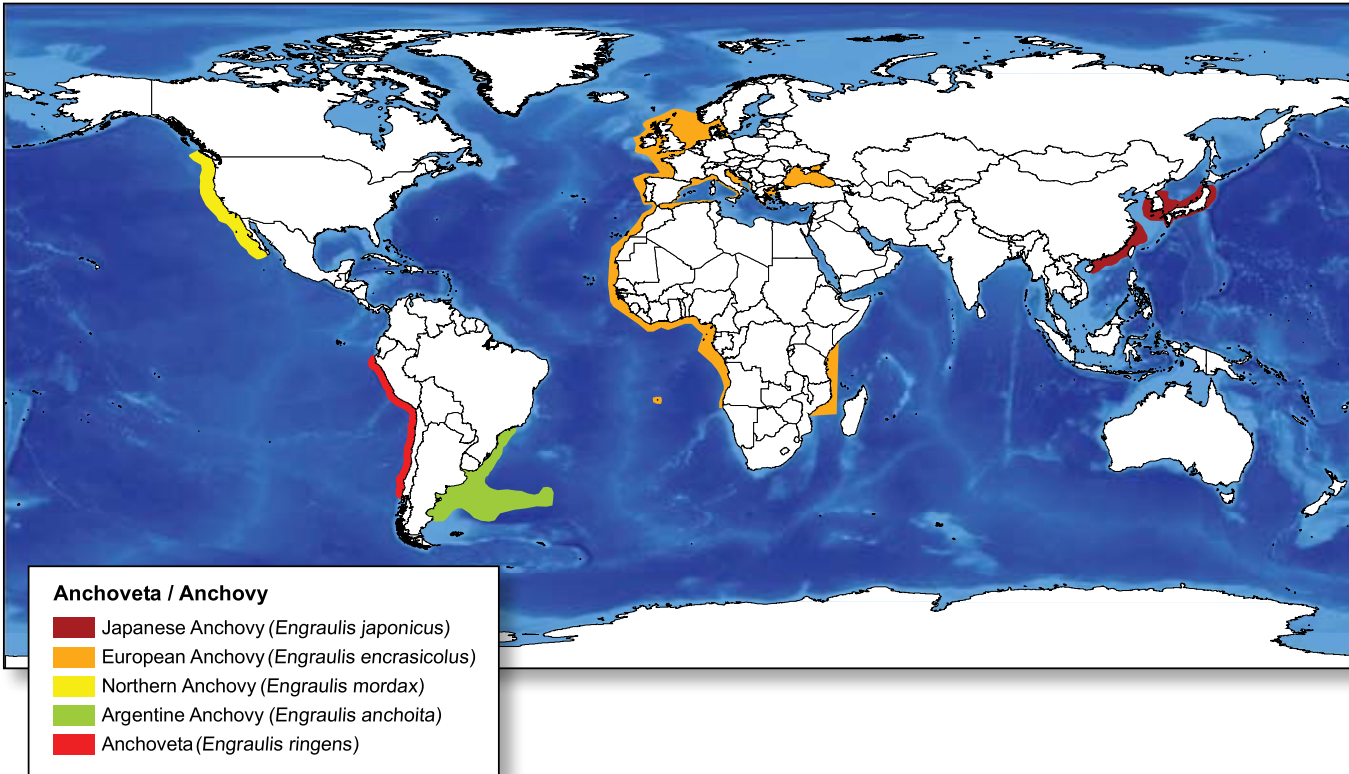 Anchoveta / Anchovy
Japanese Anchovy (Engraulis japonicus)
European Anchovy (Engraulis encrasicolus)
Northern Anchovy (Engraulis mordax)
Argentine Anchovy (Engraulis anchoita)
Anchoveta (Engraulis ringens)